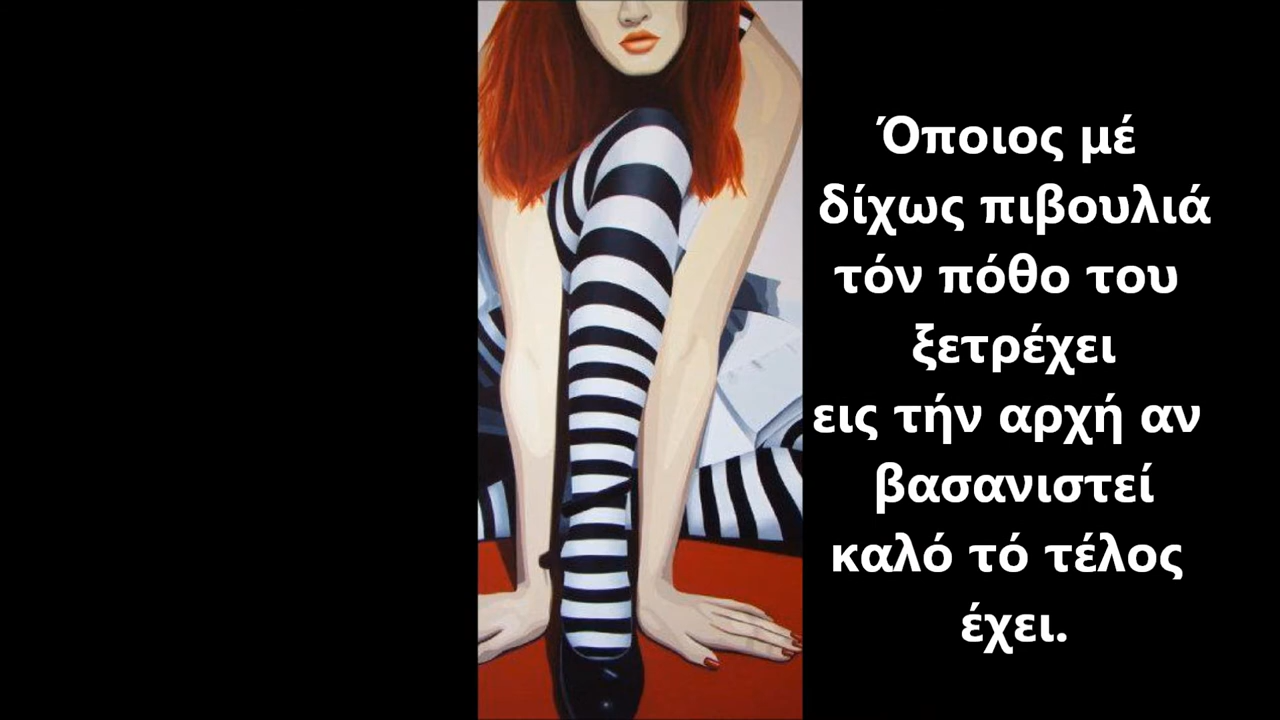 Όποιος μέ
δίχως πιβουλιά
τόν πόθο του
ξετρέχει
εις τήν αρχή αν
βασανιστεί
καλό τό τέλος
έχει.